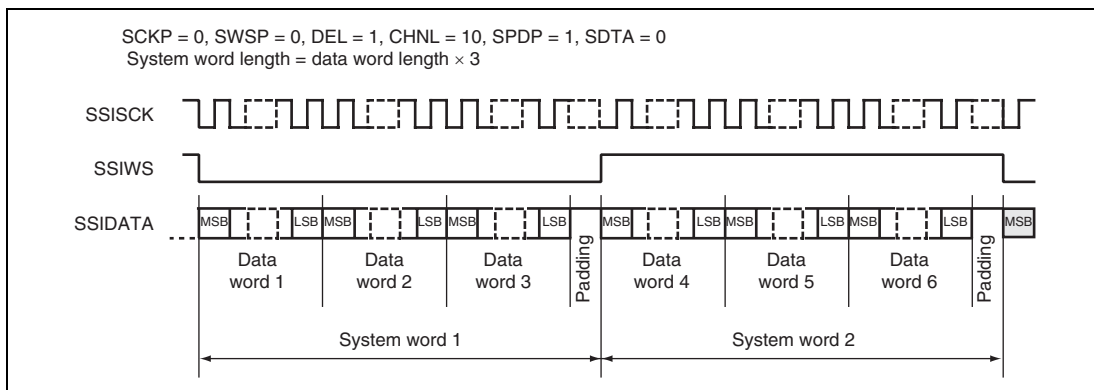 SCKP = 0, SWSP = 0, DEL = 1, CHNL = 10, SPDP = 1, SDTA = 0
System word length = data word length × 3
SSISCK
SSIWS
SSIDATA
MSB LSB MSB LSB MSB LSB MSB LSB MSB LSB MSB LSB MSB
Data word 1
Data word 2
Data word 3
Padding
Data word 4
Data word 5
Data word 6
Padding
System word 1
System word 2